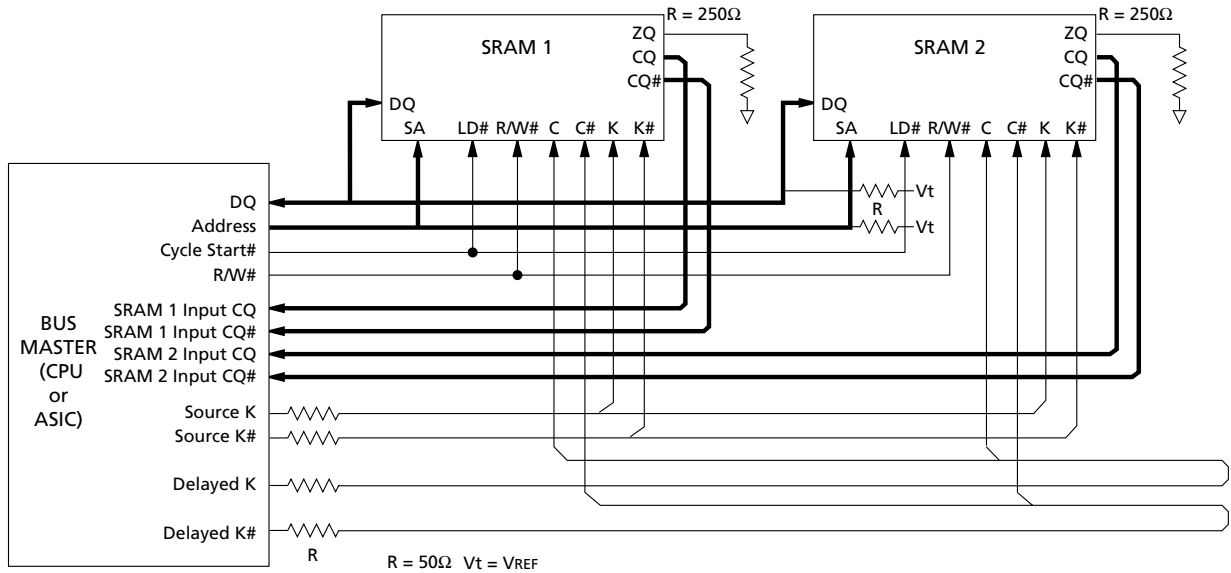 R = 250Ω
R = 250Ω
SRAM 1
ZQ
CQ
CQ#
DQ
SA LD# R/W# C C# K K#
SRAM 2
ZQ
CQ
CQ#
DQ
SA LD# R/W# C C# K K#
Vt
R
Vt
BUS
MASTER
(CPU
or
ASIC)
DQ
Address
Cycle Start#
R/W#
SRAM 1 Input CQ
SRAM 1 Input CQ#
SRAM 2 Input CQ
SRAM 2 Input CQ#
Source K
Source K#
Delayed K
Delayed K#
R
R = 50Ω Vt = VREF